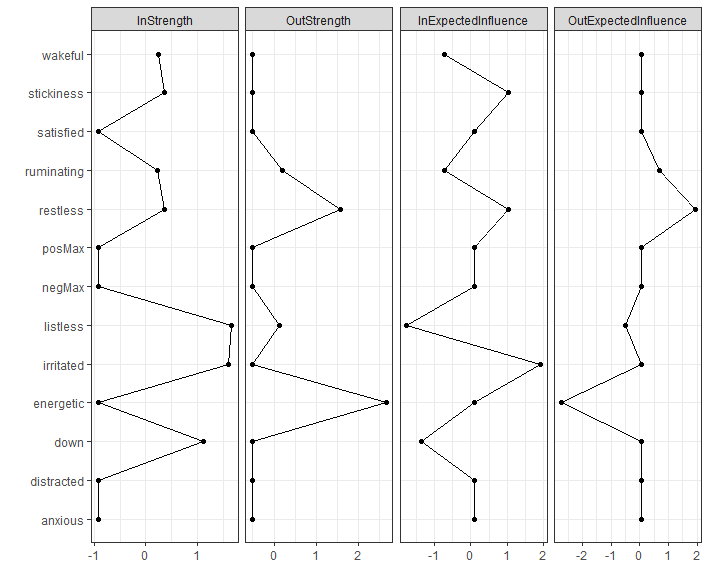 InStrength OutStrength InExpectedInfluence OutExpectedInfluence
wakeful
stickiness
satisfied
ruminating
restless
posMax
negMax
listless
irritated
energetic
down
distracted
anxious
-1 0 1 0 1 2 -1 0 1 2 -2 -1 0 1 2